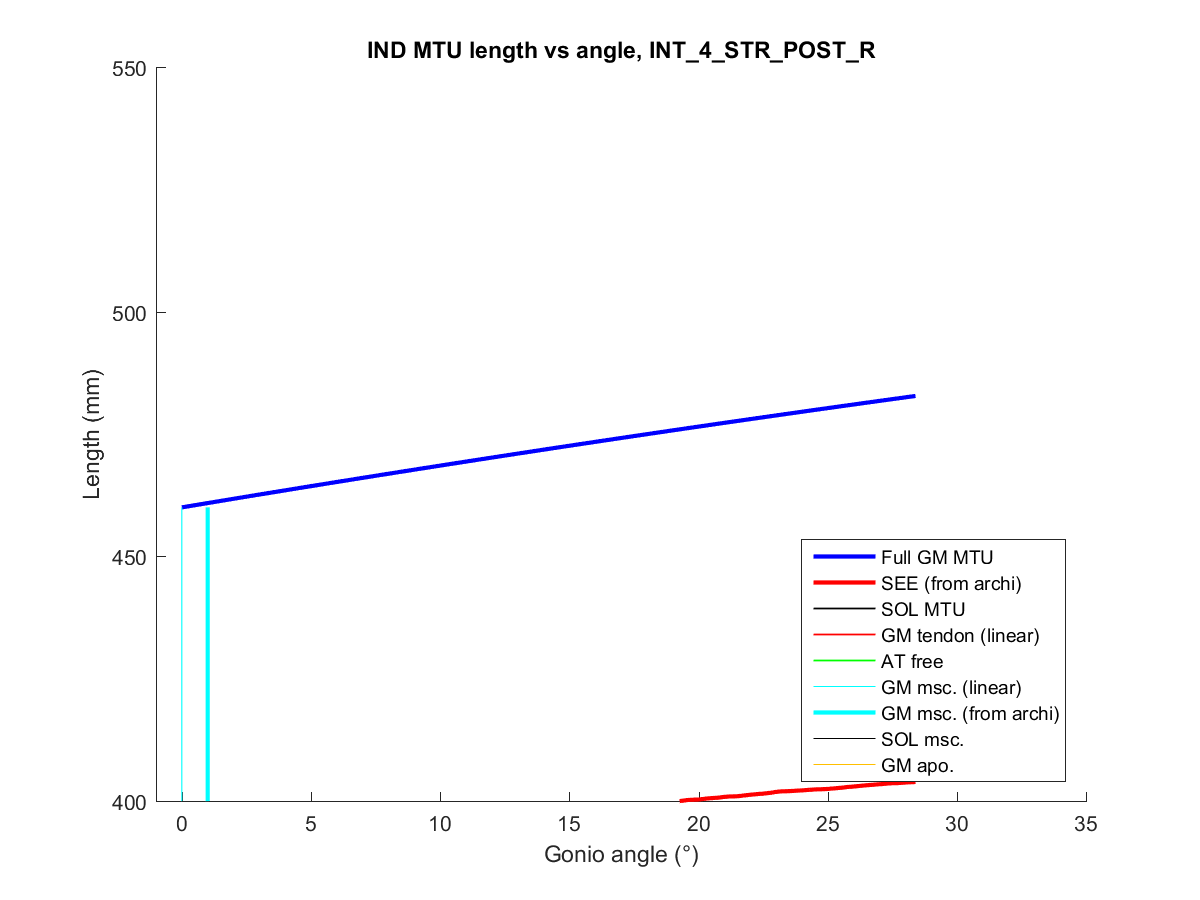 IND MTU length vs angle, INT_4_STR_POST_R
550
500
450
400
Length (mm)
Full GM MTU
SEE (from archi)
SOL MTU
GM tendon (linear)
AT free
GM msc. (linear)
GM msc. (from archi)
SOL msc.
GM apo.
0 5 10 15 20 25 30 35
Gonio angle (°)